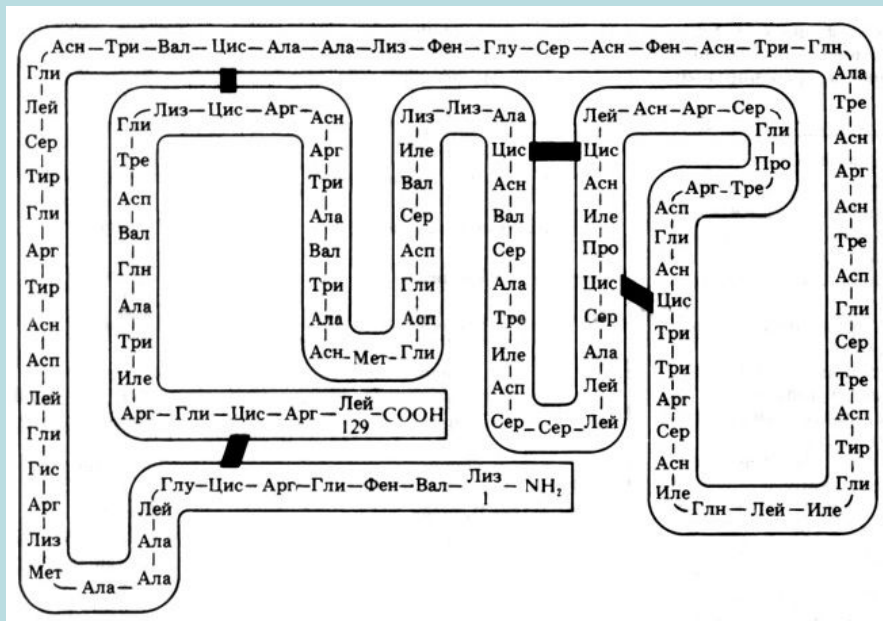 Асн—Три—Вал—Цис—Ала—Ала—Лиз—Фен—Глу—Сер—Асн—Фен—Асн—Три—Глн
Гли
Лей
Сер
Тир
Гли
Арг
Тир
Асн
Асп
Лей
Гли
Гис
Арг
Лиз
Мет—Ала—Ала
Ала
Лей
Глу—Цис—Арг—Гли—Фен—Вал—Лиз—NH₂
1
Лиз—Цис—Арг
Гли
Тре
Асп
Вал
Глн
Ала
Три
Иле
Арг—Гли—Цис—Арг—Лей—COOH
129
Асн
Арг
Три
Ала
Вал
Три
Ала
Асн—Мет—Гли
Лиз—Лиз—Ала
Иле
Вал
Сер
Асп
Гли
Асп
Цис
Асн
Вал
Сер
Ала
Тре
Иле
Асп
Сер—Сер—Лей
Лей—Асн—Арг—Сер
Цис
Асн
Иле
Про
Цис
Сер
Ала
Лей
Гли
Про
Арг—Тре
Асп
Гли
Асн
Цис
Три
Три
Арг
Сер
Асн
Иле
Глн—Лей—Иле
Ала
Тре
Асн
Арг
Асн
Тре
Асп
Гли
Сер
Тре
Асп
Тир
Гли